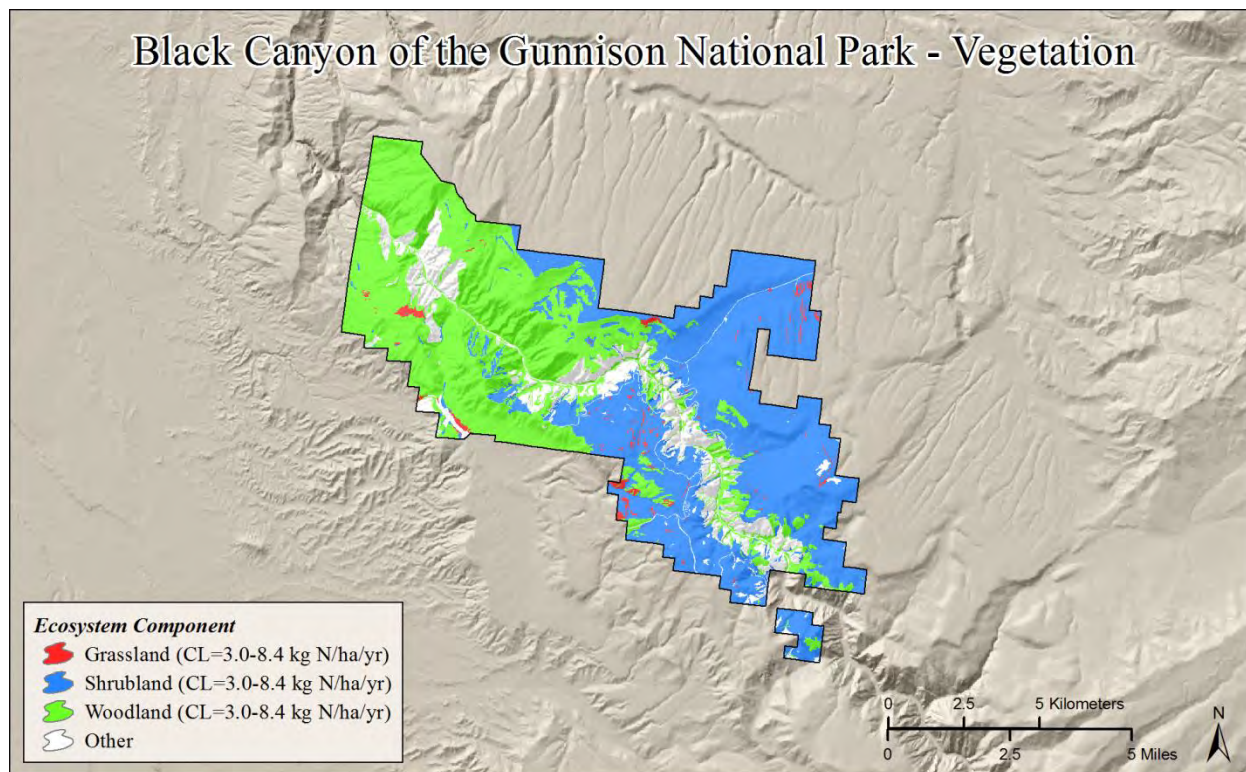 Black Canyon of the Gunnison National Park - Vegetation
Ecosystem Component
Grassland (CL=3.0-8.4 kg N/ha/yr)
Shrubland (CL=3.0-8.4 kg N/ha/yr)
Woodland (CL=3.0-8.4 kg N/ha/yr)
Other
0 2.5 5 Kilometers
0 2.5 5 Miles
N